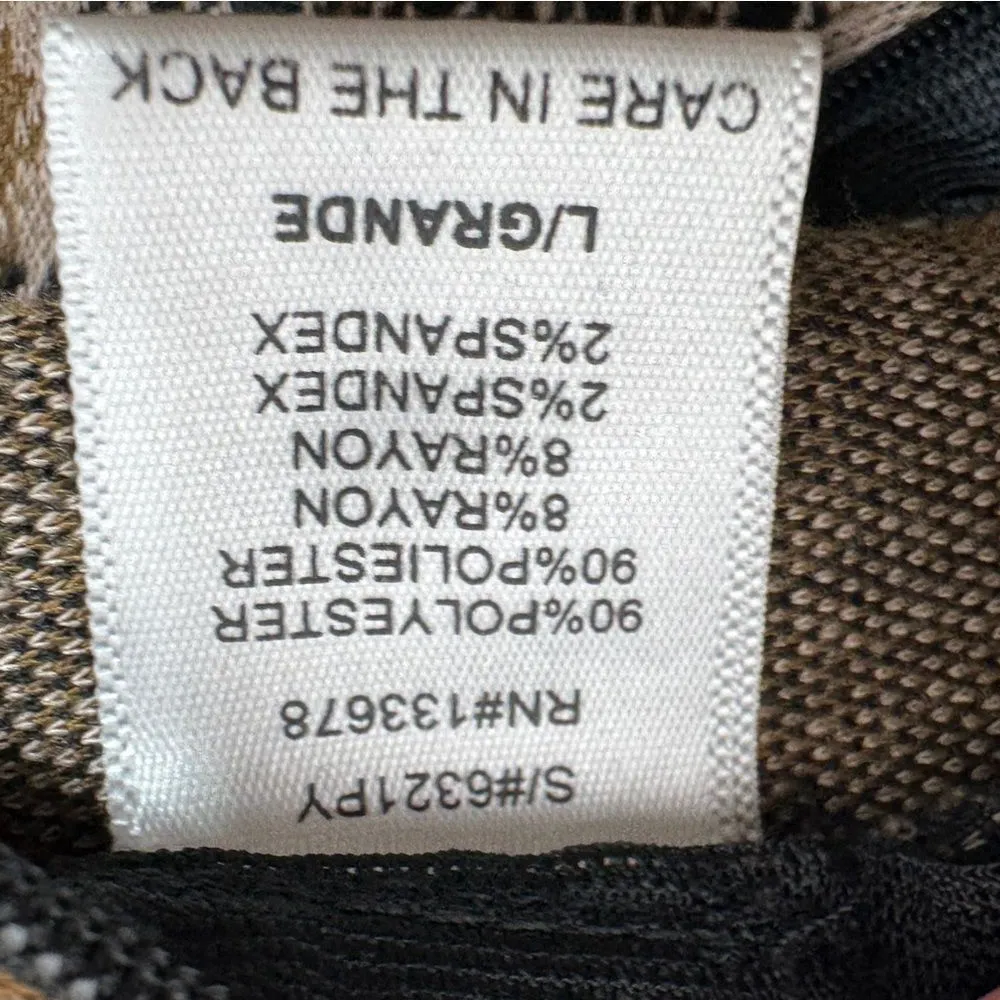 S/#6321PY
RN#133678
90%POLYESTER
90%POLIESTER
8%RAYON
8%RAYON
2%SPANDEX
2%SPANDEX
L/GRANDE
CARE IN THE BACK